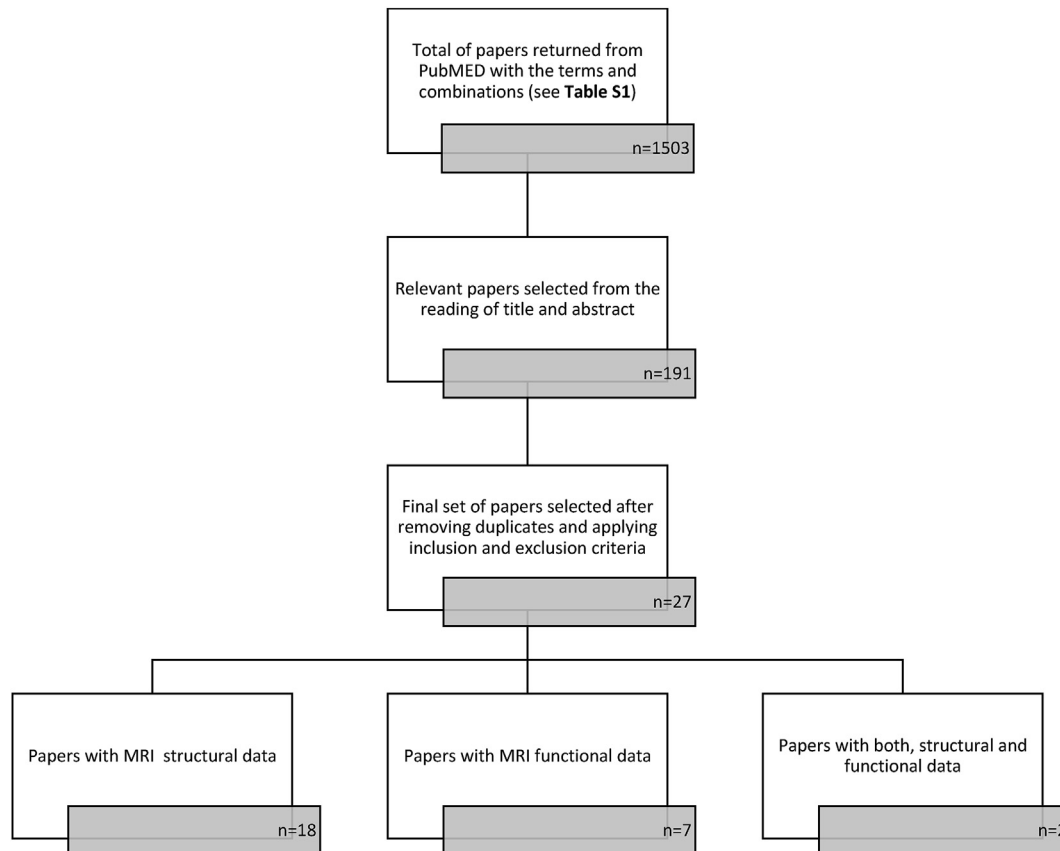 Total of papers returned from
PubMED with the terms and
combinations (see Table S1)
n=1503
Relevant papers selected from the
reading of title and abstract
n=191
Final set of papers selected after
removing duplicates and applying
inclusion and exclusion criteria
n=27
Papers with MRI structural data
n=18
Papers with MRI functional data
n=7
Papers with both, structural and
functional data
n=2